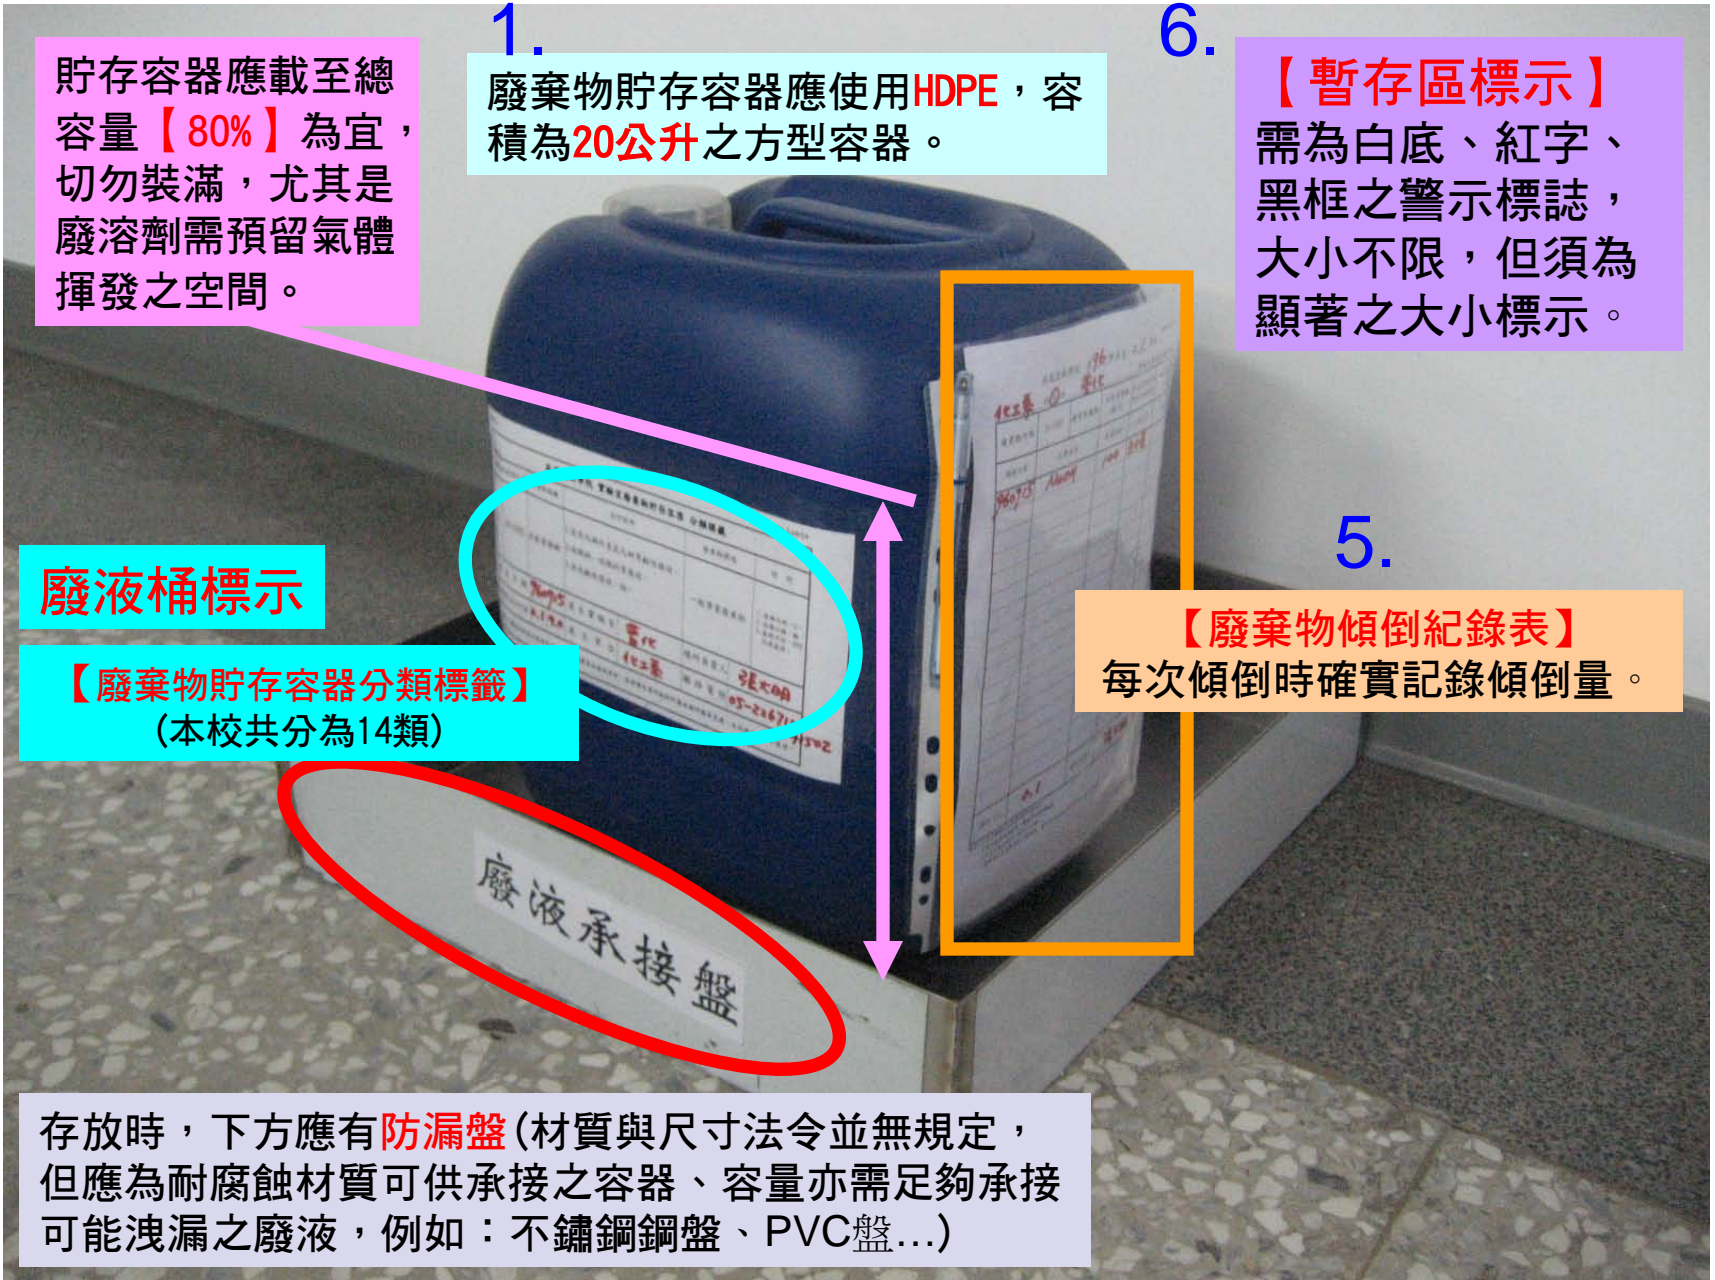 1.
6.
貯存容器應載至總
容量【80%】為宜，
切勿裝滿，尤其是
廢溶劑需預留氣體
揮發之空間。
廢棄物貯存容器應使用HDPE，容
積為20公升之方型容器。
【暫存區標示】
需為白底、紅字、
黑框之警示標誌，
大小不限，但須為
顯著之大小標示。
5.
【廢棄物傾倒紀錄表】
每次傾倒時確實記錄傾倒量。
廢液桶標示
【廢棄物貯存容器分類標籤】
(本校共分為14類)
化工系
960915
張大明
化工系
廢液承接盤
存放時，下方應有防漏盤(材質與尺寸法令並無規定，
但應為耐腐蝕材質可供承接之容器、容量亦需足夠承接
可能洩漏之廢液，例如：不鏽鋼鋼盤、PVC盤…)